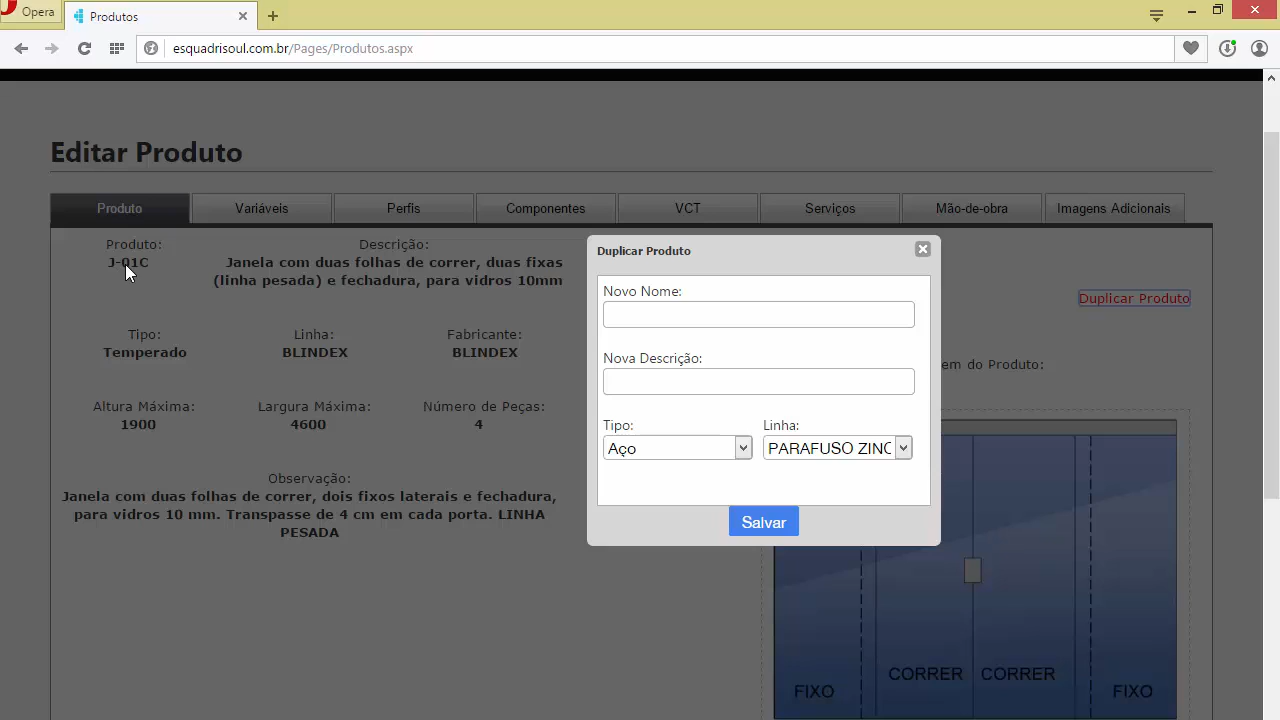 Opera
Produtos
esquadrisoul.com.br/Pages/Produtos.aspx
Editar Produto
Produto
Variáveis
Perfis
Componentes
VCT
Serviços
Mão-de-obra
Imagens Adicionais
Produto:
J-01C
Descrição:
Janela com duas folhas de correr, duas fixas
(linha pesada) e fechadura, para vidros 10mm
Duplicar Produto
Tipo:
Temperado
Linha:
BLINDEX
Fabricante:
BLINDEX
em do Produto:
Altura Máxima:
1900
Largura Máxima:
4600
Número de Peças:
4
Observação:
Janela com duas folhas de correr, dois fixos laterais e fechadura,
para vidros 10 mm. Transpasse de 4 cm em cada porta. LINHA
PESADA
Duplicar Produto
Novo Nome:
Nova Descrição:
Tipo:
Aço
Linha:
PARAFUSO ZINC
Salvar
FIXO
CORRER
CORRER
FIXO